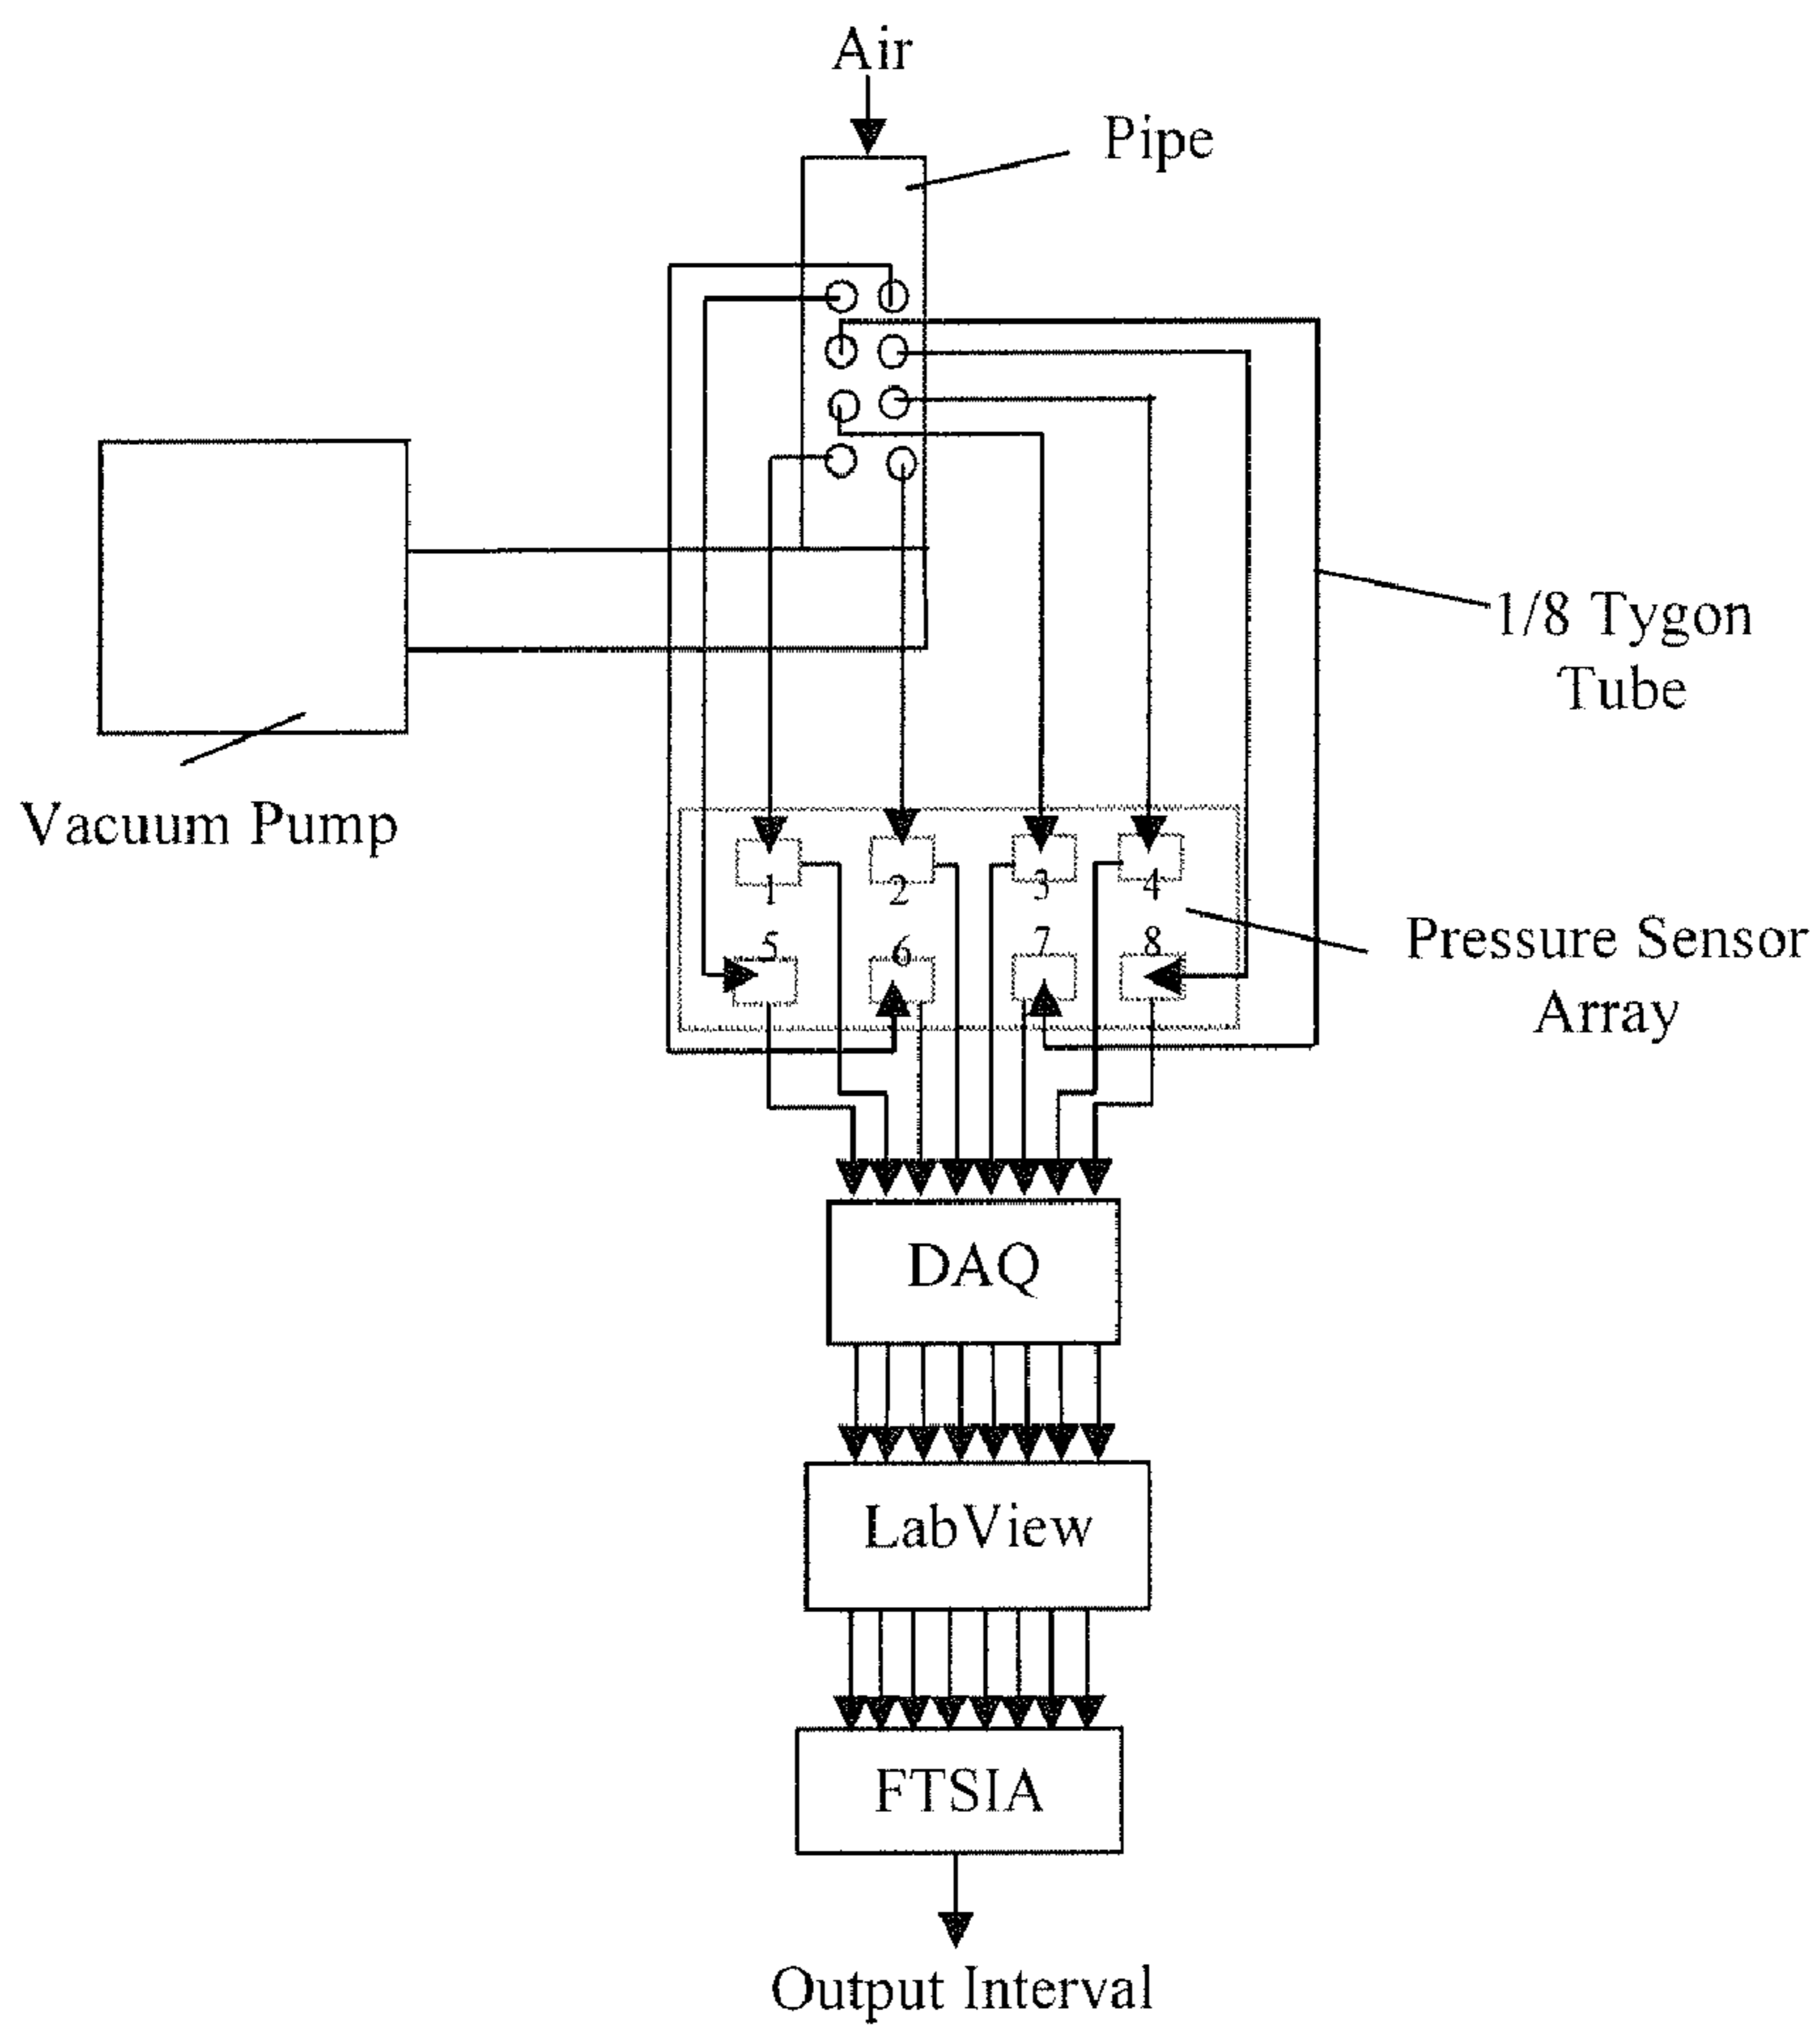 Air
Pipe
1/8 Tygon
Tube
Vacuum Pump
1 2 3 4
5 6 7 8
Pressure Sensor
Array
DAQ
LabView
FTSIA
Output Interval